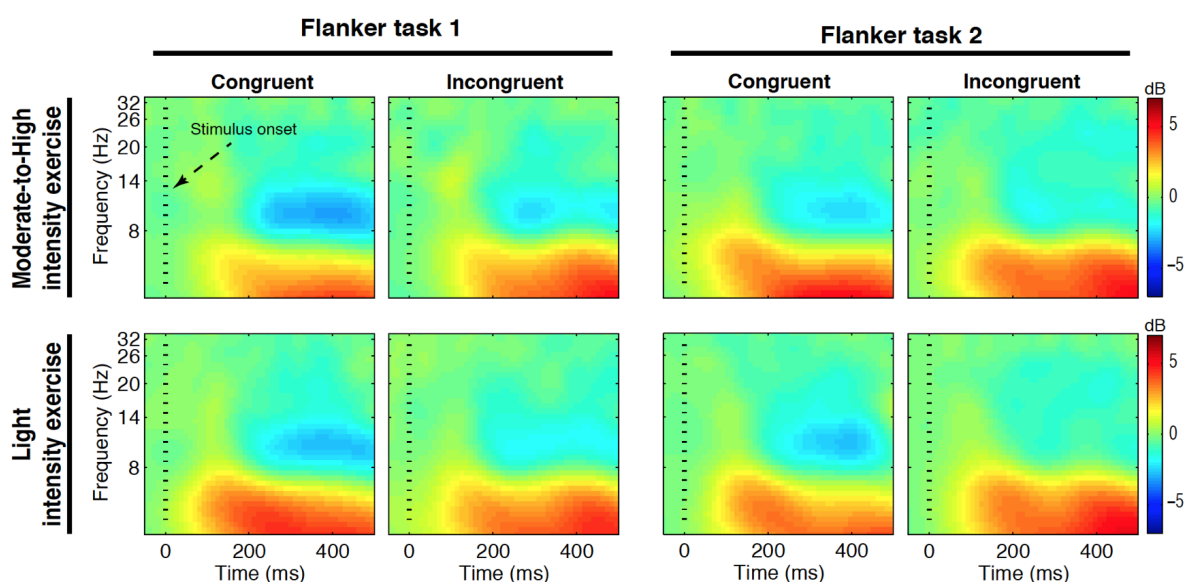 Flanker task 1
Flanker task 2
Congruent
Incongruent
Congruent
Incongruent
Moderate-to-High
intensity exercise
Frequency (Hz)
32
26
20
14
8
Stimulus onset
dB
5
0
−5
Light
intensity exercise
Frequency (Hz)
32
26
20
14
8
dB
5
0
−5
0 200 400
0 200 400
0 200 400
0 200 400
Time (ms)
Time (ms)
Time (ms)
Time (ms)